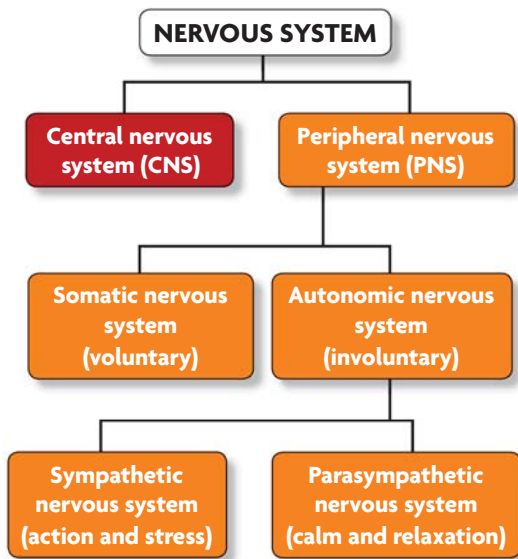 NERVOUS SYSTEM
Central nervous
system (CNS)
Peripheral nervous
system (PNS)
Somatic nervous
system
(voluntary)
Autonomic nervous
system
(involuntary)
Sympathetic
nervous system
(action and stress)
Parasympathetic
nervous system
(calm and relaxation)